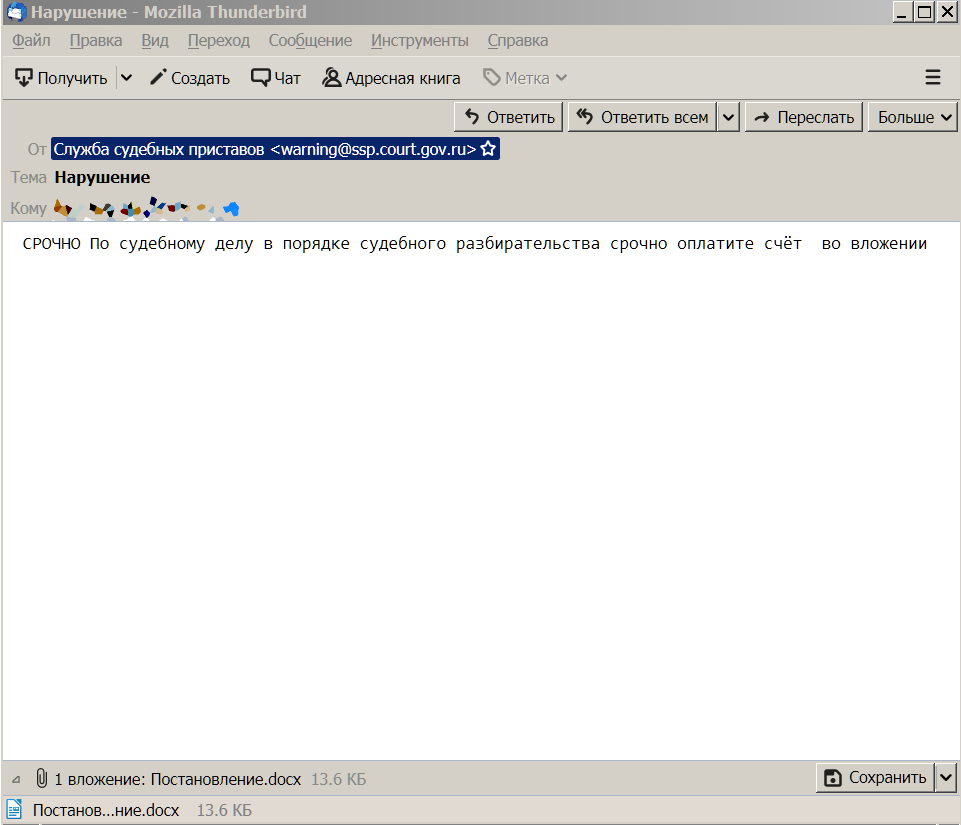 Нарушение - Mozilla Thunderbird
Файл Правка Вид Переход Сообщение Инструменты Справка
Получить Создать Чат Адресная книга Метка
Ответить Ответить всем Переслать Больше
От Служба судебных приставов <warning@ssp.court.gov.ru>
Тема Нарушение
Кому
СРОЧНО По судебному делу в порядке судебного разбирательства срочно оплатите счёт во вложении
1 вложение: Постановление.docx 13.6 КБ Сохранить
Постанов...ние.docx 13.6 КБ